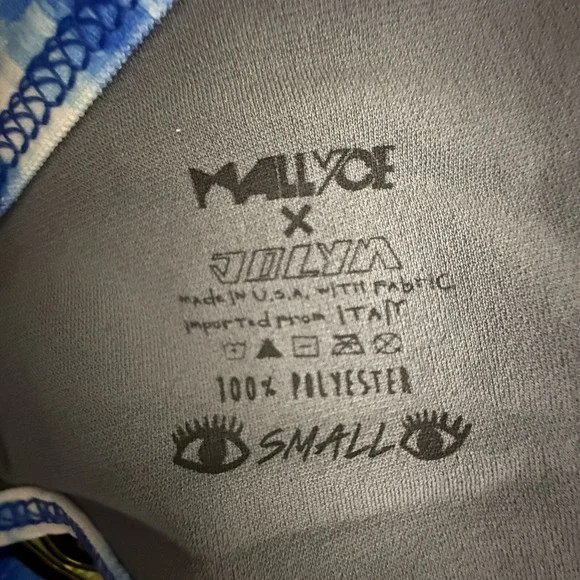 MALLYCE
X
JOLYN
made in U.S.A. WITH FABRIC
imported from ITALY
100% POLYESTER
SMALL